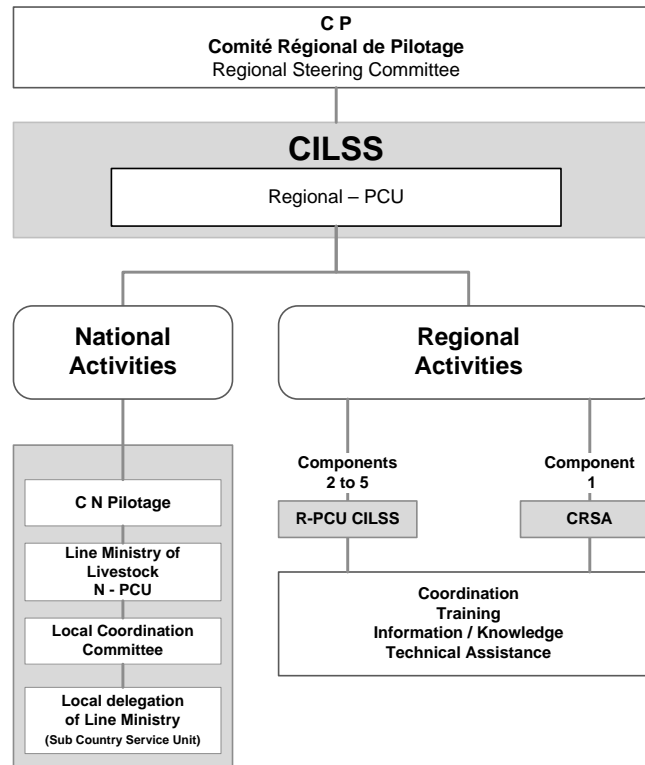 C P
Comité Régional de Pilotage
Regional Steering Committee
CILSS
Regional – PCU
National
Activities
Regional
Activities
C N Pilotage
Line Ministry of
Livestock
N - PCU
Local Coordination
Committee
Local delegation
of Line Ministry
(Sub Country Service Unit)
Components
2 to 5
R-PCU CILSS
Component
1
CRSA
Coordination
Training
Information / Knowledge
Technical Assistance